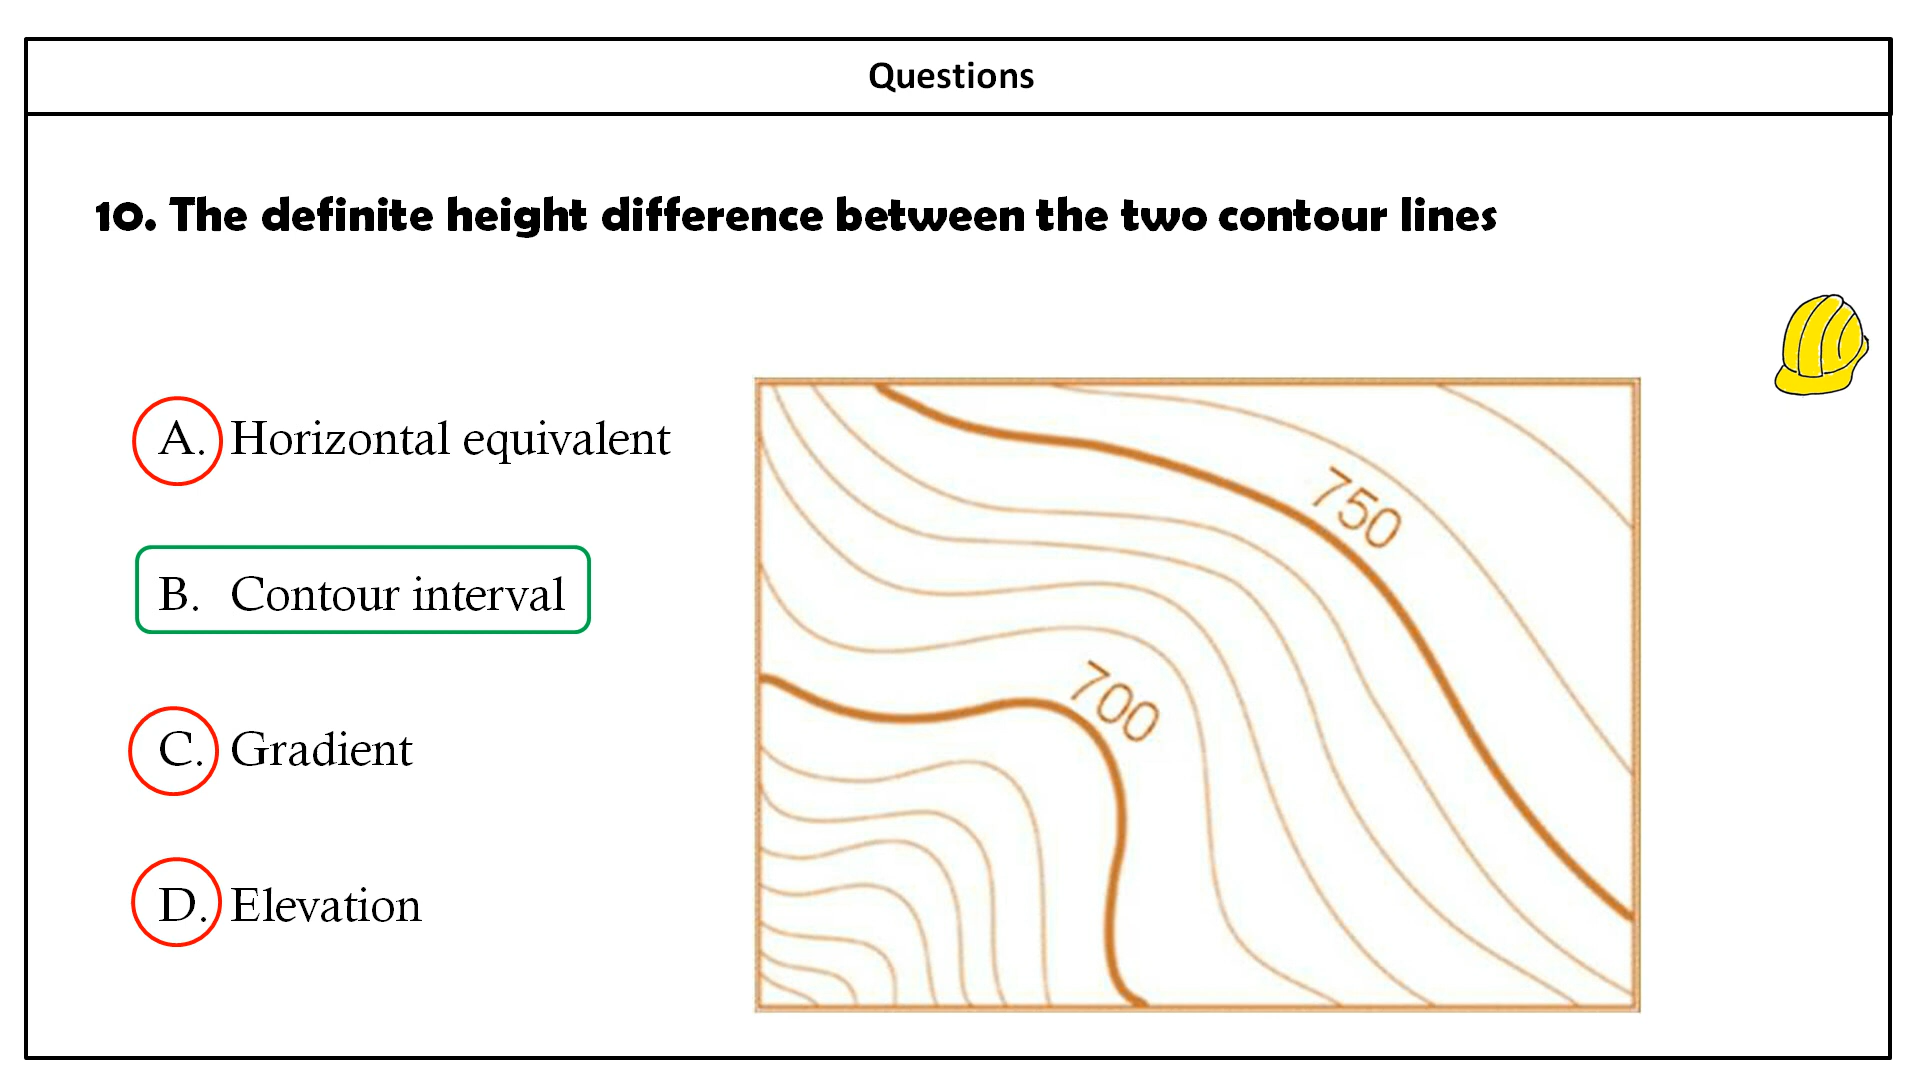 Questions
10. The definite height difference between the two contour lines
A. Horizontal equivalent
B. Contour interval
C. Gradient
D. Elevation
750
700